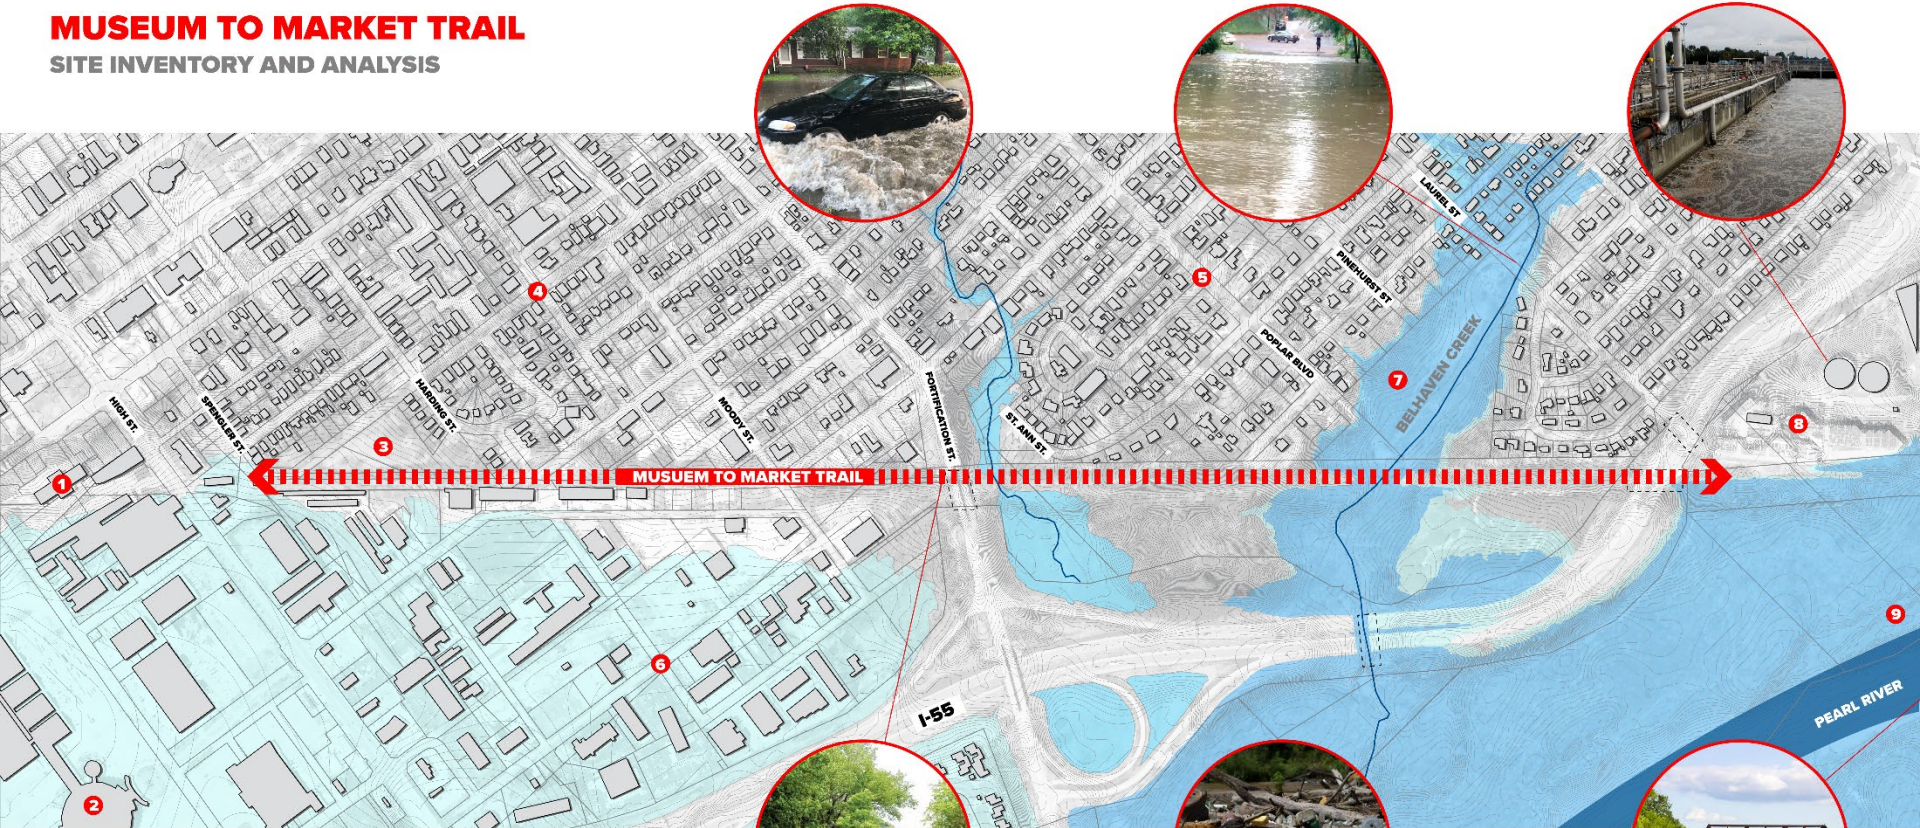 MUSEUM TO MARKET TRAIL
SITE INVENTORY AND ANALYSIS
LAUREL ST
PINEHURST ST
5
4
POPLAR BLVD
BELHAVEN CREEK
7
HIGH ST.
SPENGLER ST.
HARDING ST.
MOODY ST.
FORTIFICATION ST.
ST. ANN ST.
8
3
1
MUSUEM TO MARKET TRAIL
9
6
PEARL RIVER
I-55
2